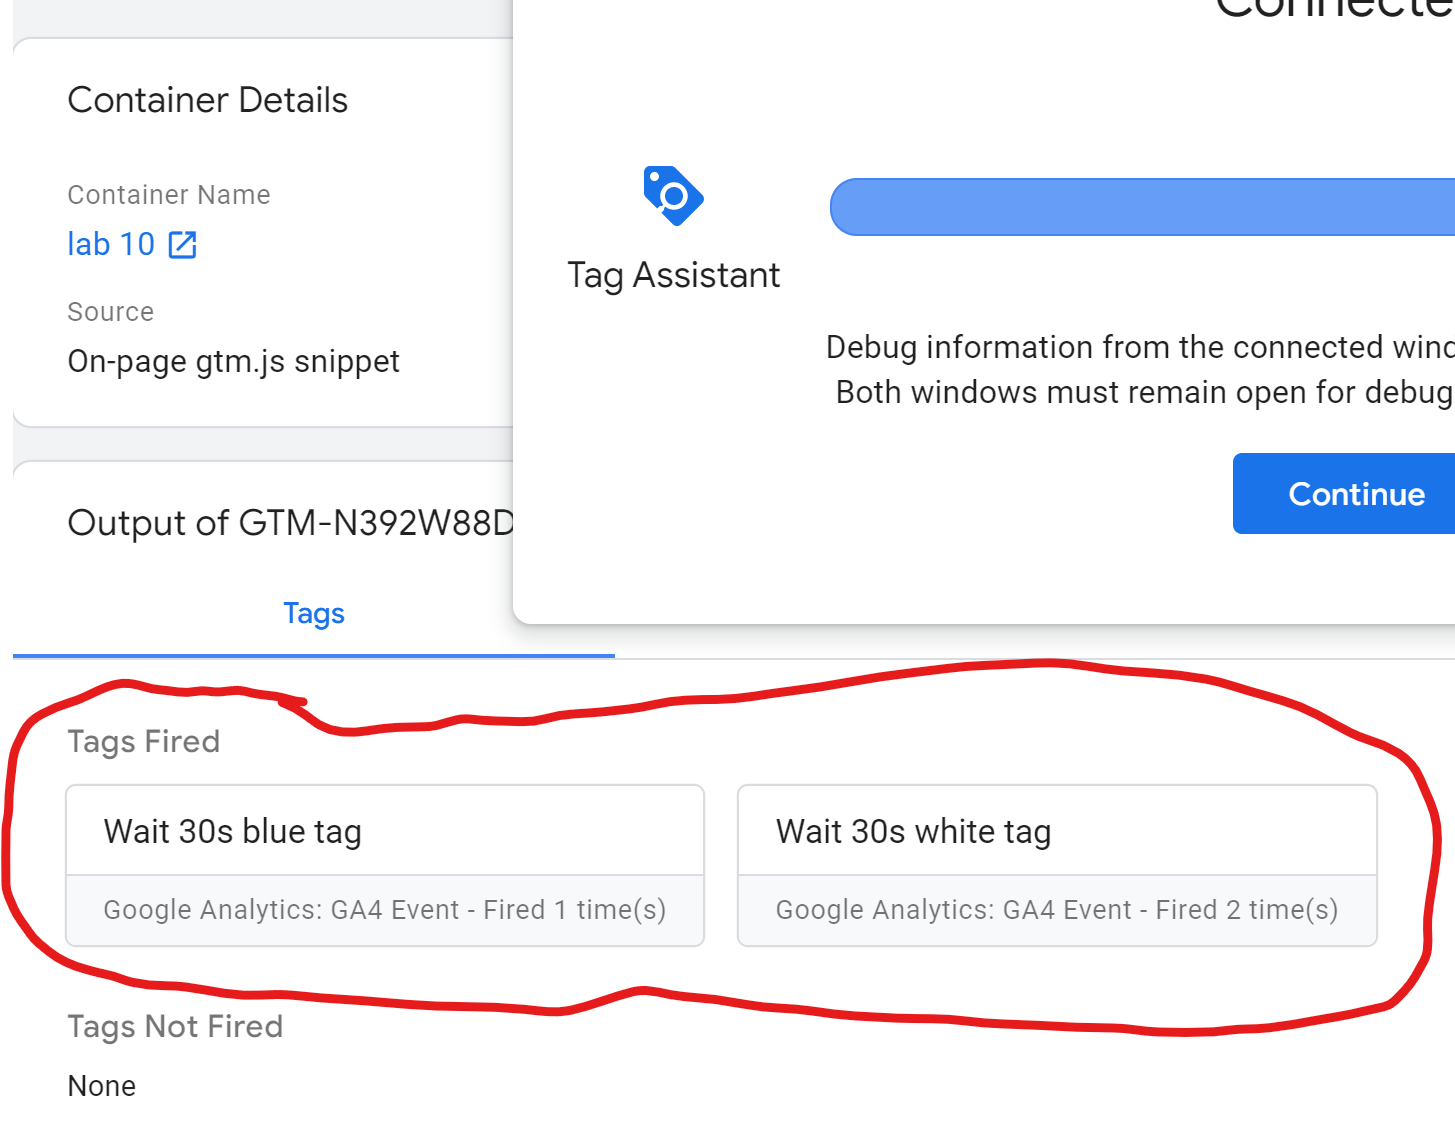 Connecte
Container Details
Container Name
lab 10
Source
On-page gtm.js snippet
Tag Assistant
Debug information from the connected wind
Both windows must remain open for debug
Continue
Output of GTM-N392W88D
Tags
Tags Fired
Wait 30s blue tag
Google Analytics: GA4 Event - Fired 1 time(s)
Wait 30s white tag
Google Analytics: GA4 Event - Fired 2 time(s)
Tags Not Fired
None